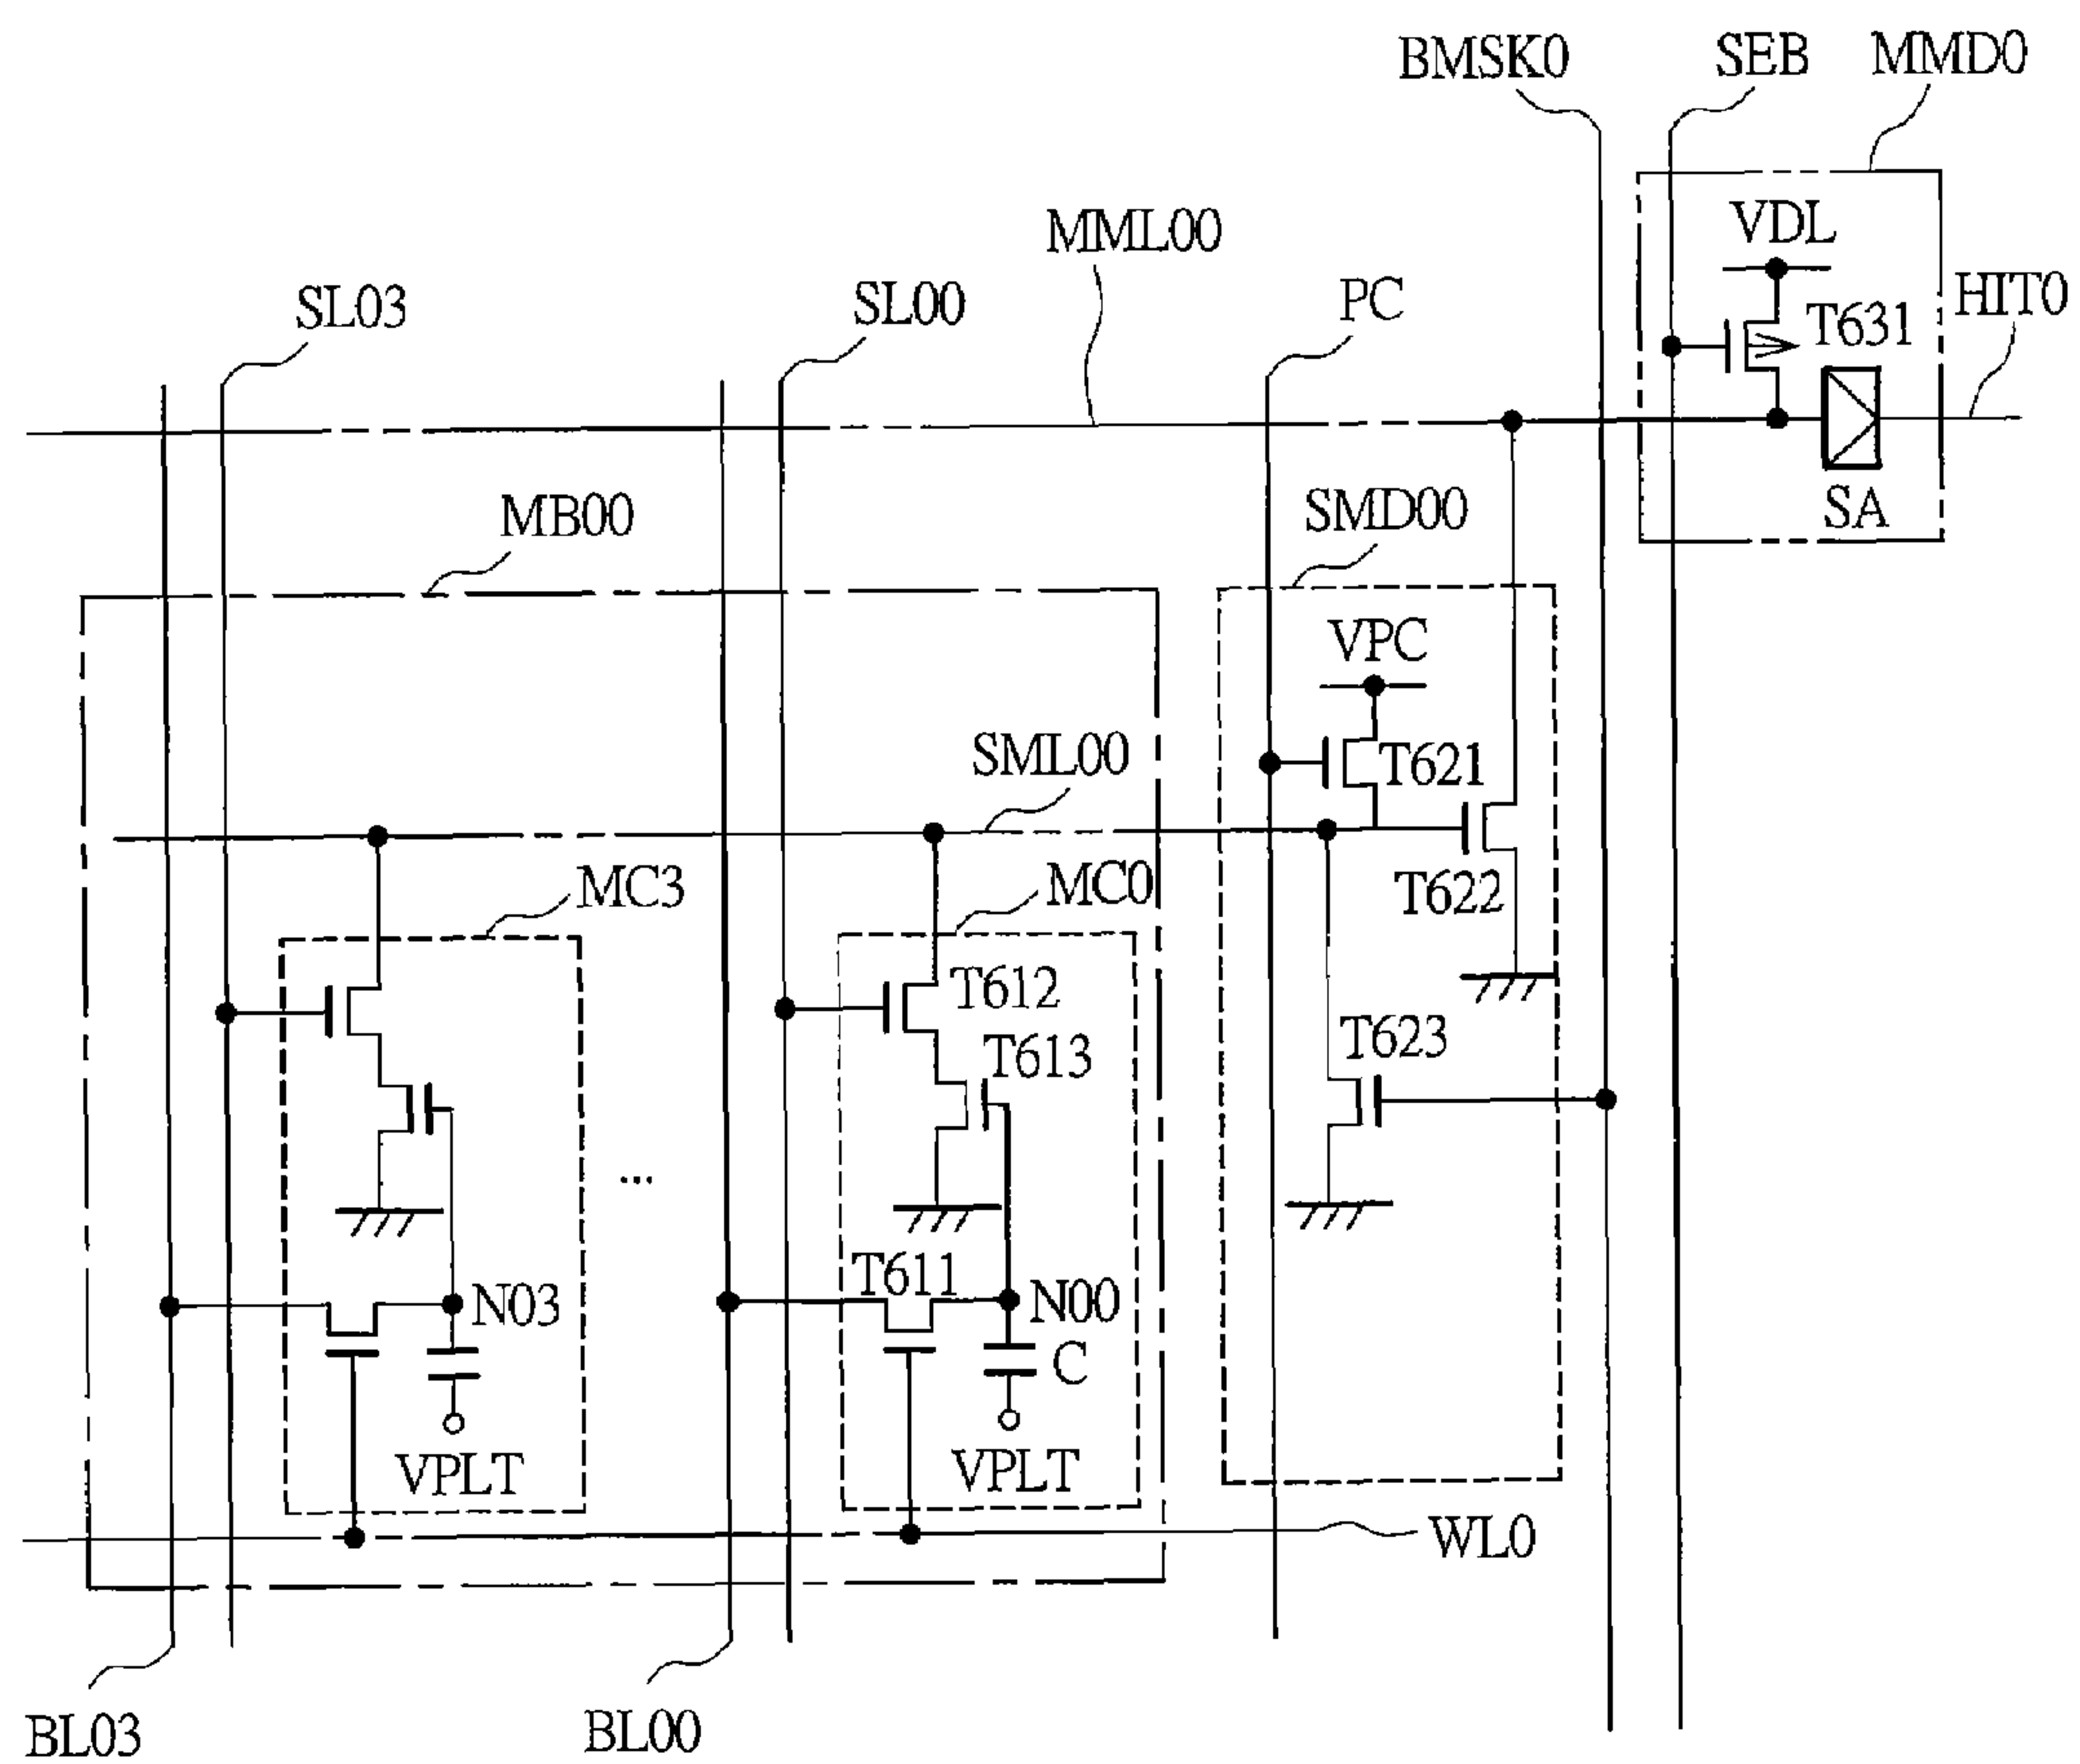 BMSK0
SEB
MMD0
MML00
VDL
SL03
SL00
PC
HIT0
T631
MB00
SMD00
SA
VPC
SML00
T621
MC3
MC0
T622
T612
T623
T613
...
T611
N03
N00
C
VPLT
VPLT
WL0
BL03
BL00